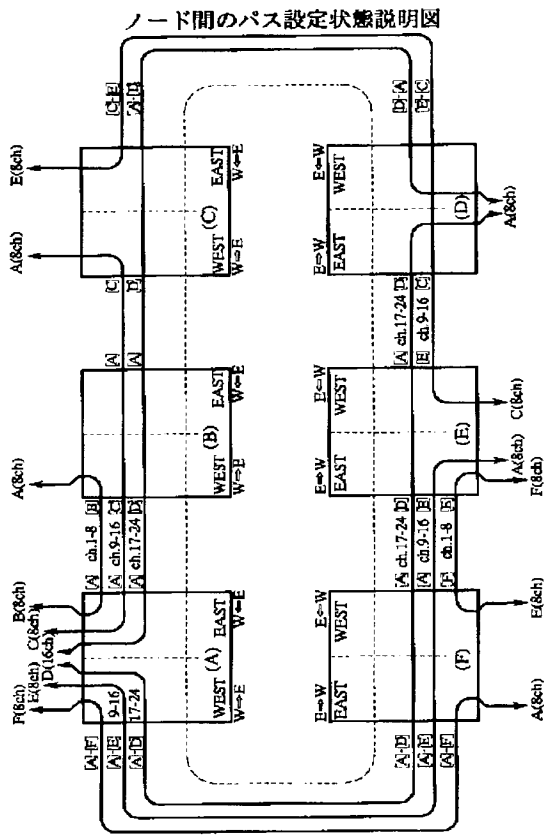 ノード間のパス設定状態説明図
F(8ch)
E(8ch)
D(16ch)
C(8ch)
B(8ch)
A(8ch)
A(8ch)
E(8ch)
[A]-[F]
[A]-[E]
9-16
[A]-[D]
17-24
[A] ch.1-8 [B]
[A] ch.9-16 [C]
[A] ch.17-24 [D]
[A] [C]
[A] [D]
[C]-[E]
[A]-[D]
WEST (A) EAST
W⇒E W⇐E
WEST (B) EAST
W⇒E W⇐E
WEST (C) EAST
W⇒E W⇐E
E⇒W E⇐W
EAST WEST
(F)
E⇒W E⇐W
EAST WEST
(E)
E⇒W E⇐W
EAST WEST
(D)
[A]-[D]
[A]-[E]
[A]-[F]
[A] ch.17-24 [D]
[A] ch.9-16 [E]
[F] ch.1-8 [E]
[A] ch.17-24 [D]
[E] ch.9-16 [C]
[D]-[A]
[E]-[C]
A(8ch)
E(8ch)
F(8ch)
A(8ch)
C(8ch)
A(8ch)